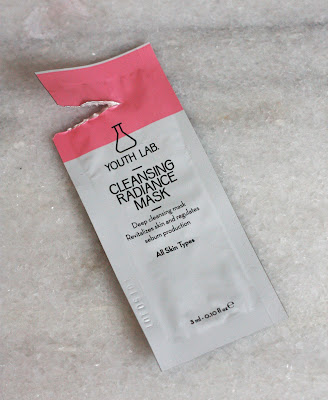 YOUTH LAB.
CLEANSING
RADIANCE
MASK
Deep cleansing mask
Revitalizes skin and regulates
sebum production
All Skin Types
3 ml - 0.10 fl oz ℮